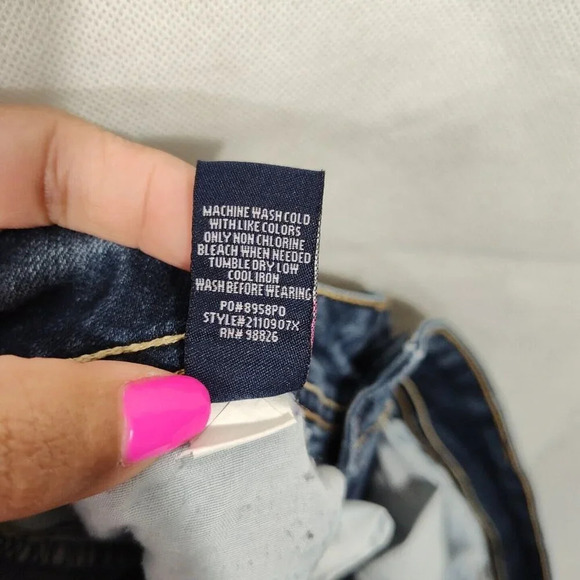 MACHINE WASH COLD
WITH LIKE COLORS
ONLY NON CHLORINE
BLEACH WHEN NEEDED
TUMBLE DRY LOW
COOL IRON
WASH BEFORE WEARING
PO#8958PD
STYLE#2110907X
RN# 98826